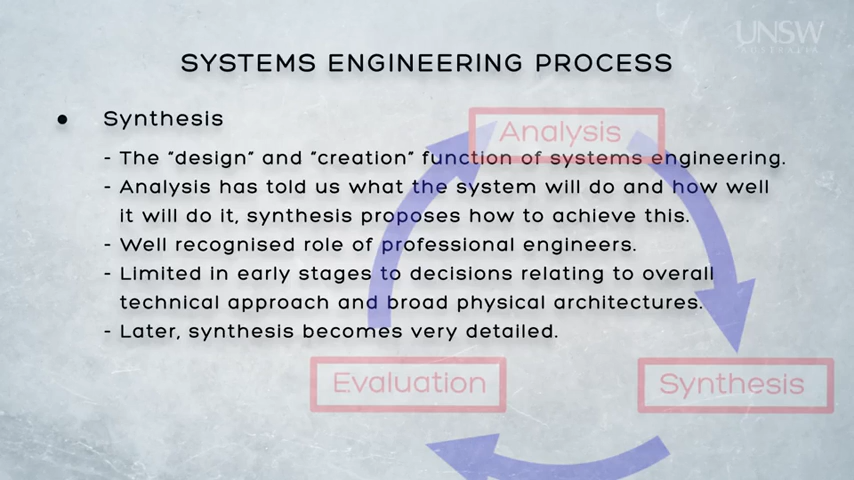 UNSW
AUSTRALIA
SYSTEMS ENGINEERING PROCESS
● Synthesis
- The "design" and "creation" function of systems engineering.
- Analysis has told us what the system will do and how well
it will do it, synthesis proposes how to achieve this.
- Well recognised role of professional engineers.
- Limited in early stages to decisions relating to overall
technical approach and broad physical architectures.
- Later, synthesis becomes very detailed.
Analysis
Evaluation
Synthesis